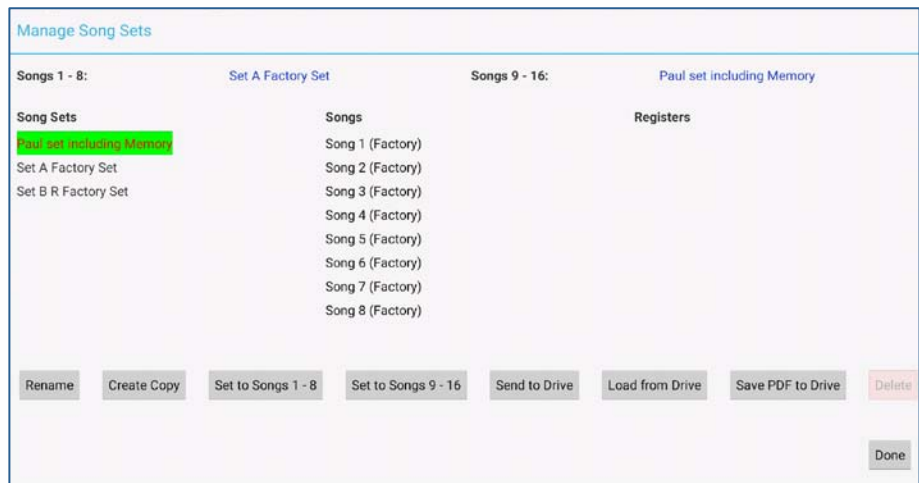 Manage Song Sets
Songs 1 - 8: Set A Factory Set Songs 9 - 16: Paul set including Memory
Song Sets Songs Registers
Paul set including Memory Song 1 (Factory)
Set A Factory Set Song 2 (Factory)
Set B R Factory Set Song 3 (Factory)
Song 4 (Factory)
Song 5 (Factory)
Song 6 (Factory)
Song 7 (Factory)
Song 8 (Factory)
Rename Create Copy Set to Songs 1 - 8 Set to Songs 9 - 16 Send to Drive Load from Drive Save PDF to Drive Delete
Done